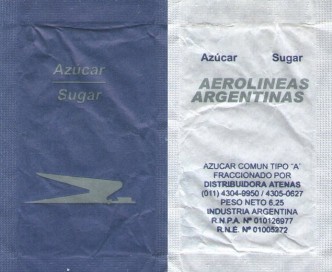 Azúcar
Sugar
Azúcar Sugar
AEROLINEAS
ARGENTINAS
AZUCAR COMUN TIPO "A"
FRACCIONADO POR
DISTRIBUIDORA ATENAS
(011) 4304-9950 / 4305-0627
PESO NETO 6.25
INDUSTRIA ARGENTINA
R.N.P.A. Nº 010126977
R.N.E. Nº 01005272